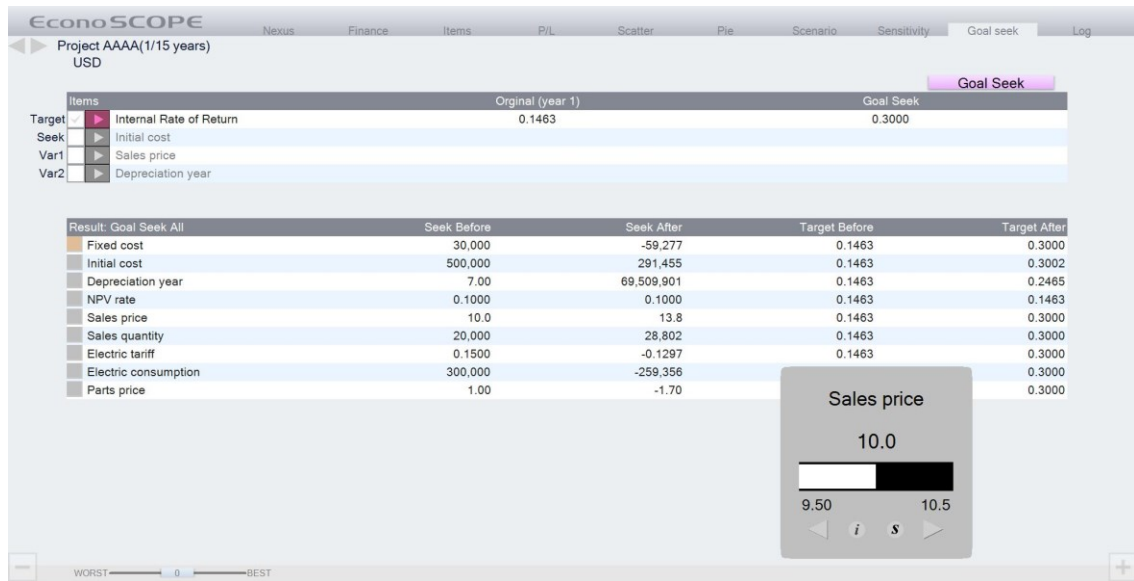 EconoSCOPE
Nexus Finance Items P/L Scatter Pie Scenario Sensitivity Goal seek Log
Project AAAA(1/15 years)
USD
Goal Seek
Items Orginal (year 1) Goal Seek
Target Internal Rate of Return 0.1463 0.3000
Seek Initial cost
Var1 Sales price
Var2 Depreciation year
Result: Goal Seek All Seek Before Seek After Target Before Target After
Fixed cost 30,000 -59,277 0.1463 0.3000
Initial cost 500,000 291,455 0.1463 0.3002
Depreciation year 7.00 69,509,901 0.1463 0.2465
NPV rate 0.1000 0.1000 0.1463 0.1463
Sales price 10.0 13.8 0.1463 0.3000
Sales quantity 20,000 28,802 0.1463 0.3000
Electric tariff 0.1500 -0.1297 0.1463 0.3000
Electric consumption 300,000 -259,356 0.3000
Parts price 1.00 -1.70 0.3000
Sales price
10.0
9.50 10.5
i s
WORST 0 BEST